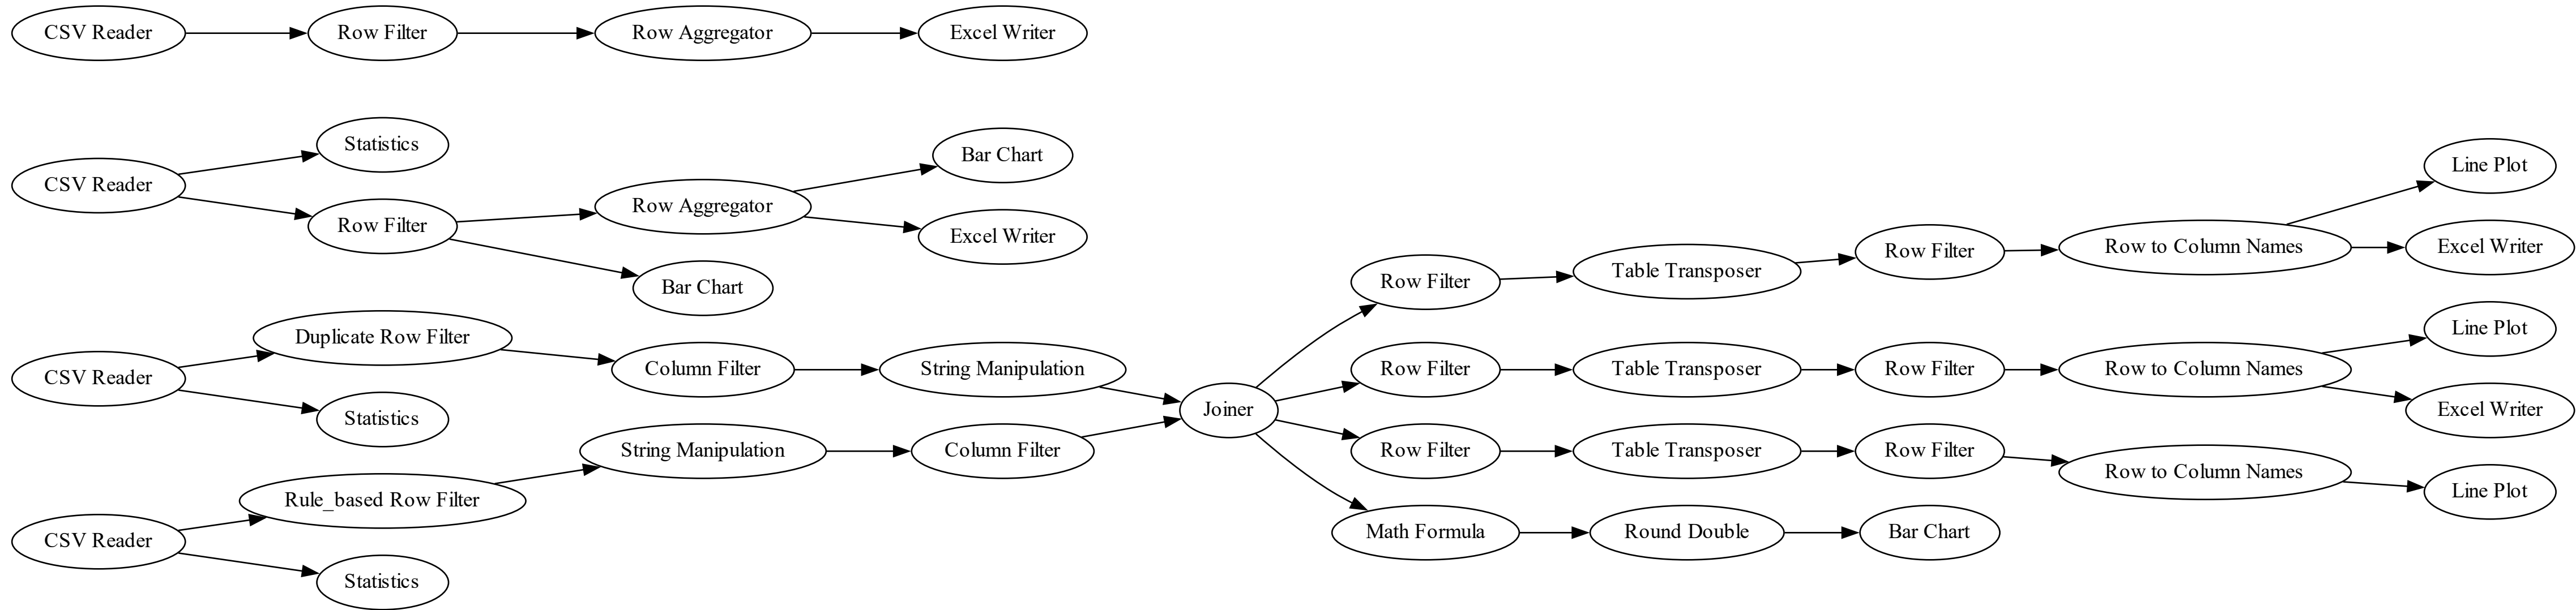 CSV Reader
Row Filter
Row Aggregator
Excel Writer
CSV Reader
Statistics
Row Filter
Row Aggregator
Bar Chart
Excel Writer
Bar Chart
CSV Reader
Duplicate Row Filter
Column Filter
String Manipulation
Statistics
CSV Reader
Rule_based Row Filter
String Manipulation
Column Filter
Statistics
Joiner
Row Filter
Table Transposer
Row Filter
Row to Column Names
Line Plot
Excel Writer
Row Filter
Table Transposer
Row Filter
Row to Column Names
Line Plot
Excel Writer
Row Filter
Table Transposer
Row Filter
Row to Column Names
Line Plot
Math Formula
Round Double
Bar Chart